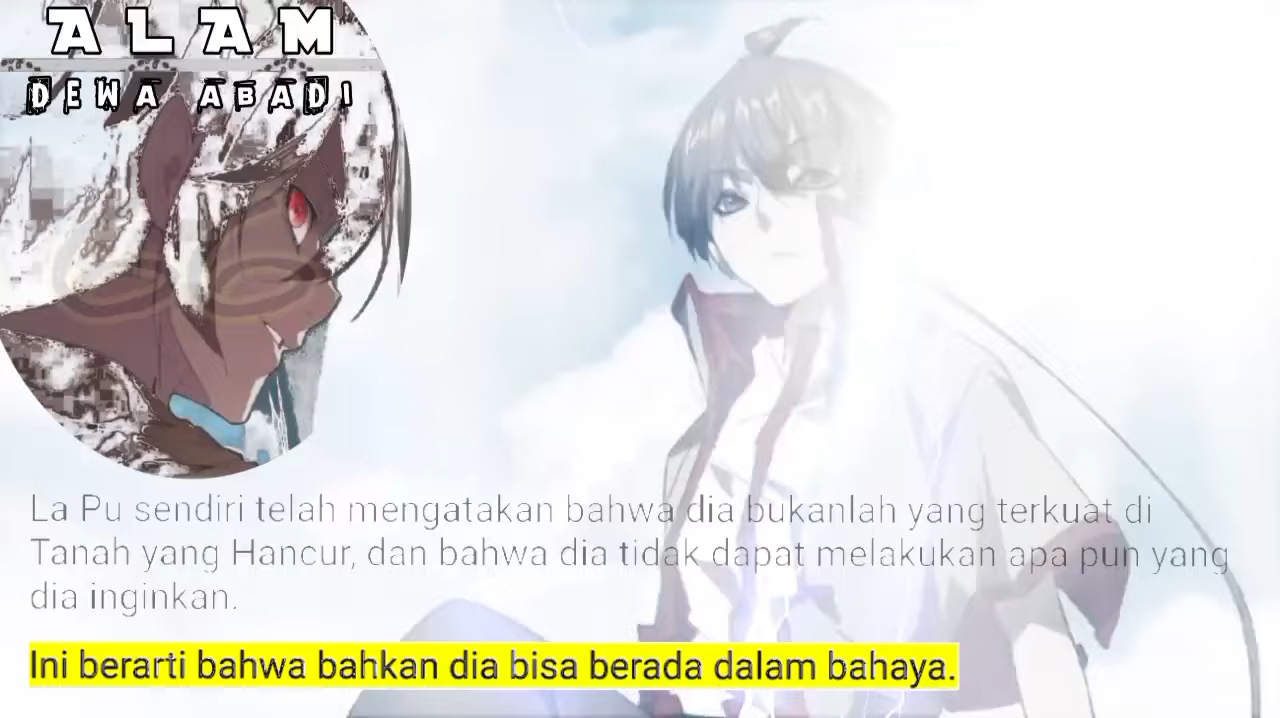 ALAM
DEWA ABADI
La Pu sendiri telah mengatakan bahwa dia bukanlah yang terkuat di
Tanah yang Hancur, dan bahwa dia tidak dapat melakukan apa pun yang
dia inginkan.
Ini berarti bahwa bahkan dia bisa berada dalam bahaya.